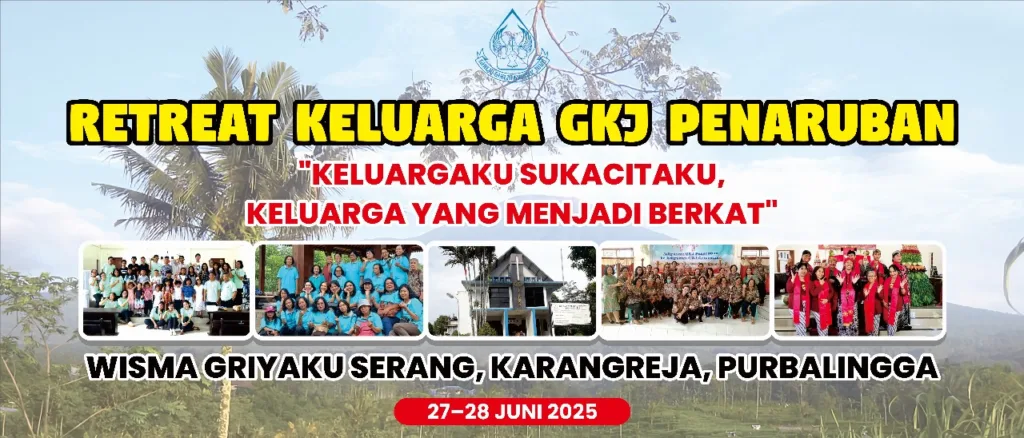 RETREAT KELUARGA GKJ PENARUBAN
"KELUARGAKU SUKACITAKU,
KELUARGA YANG MENJADI BERKAT"
WISMA GRIYAKU SERANG, KARANGREJA, PURBALINGGA
27–28 JUNI 2025